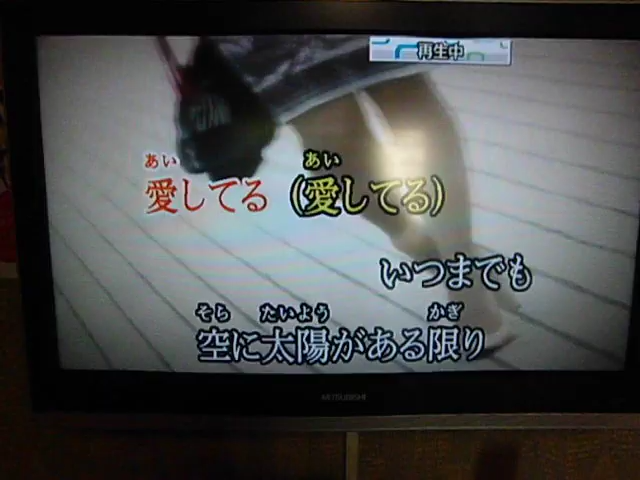 再生中
あい あい
愛してる (愛してる)
いつまでも
そら たいよう かぎ
空に太陽がある限り
MITSUBISHI